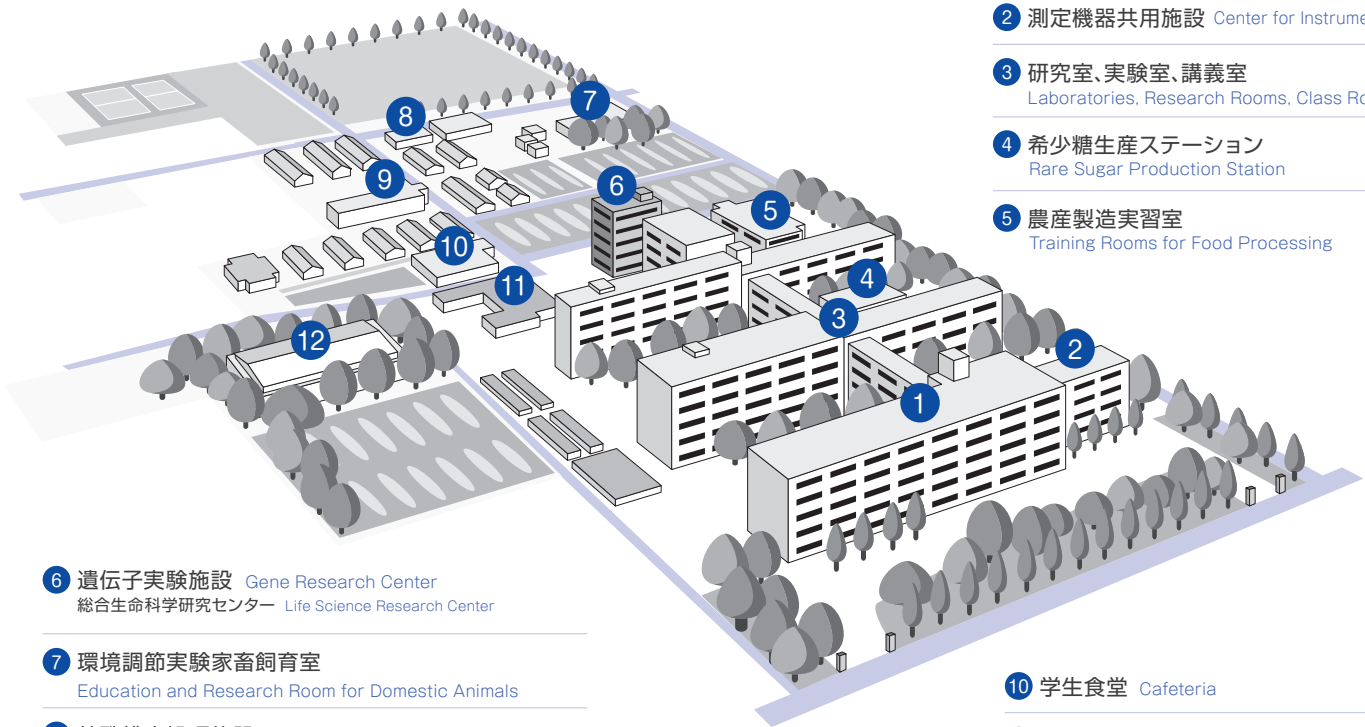 2 測定機器共用施設 Center for
3 研究室、実験室、講義室
Laboratories, Research Rooms, Class
4 希少糖生産ステーション
Rare Sugar Production Station
5 農産製造実習室
Training Rooms for Food Processing
7
8
6
9
5
10
11
4
3
12
2
1
6 遺伝子実験施設 Gene Research Center
総合生命科学研究センター Life Science Research Center
7 環境調節実験家畜飼育室
Education and Research Room for Domestic Animals
10 学生食堂 Cafeteria